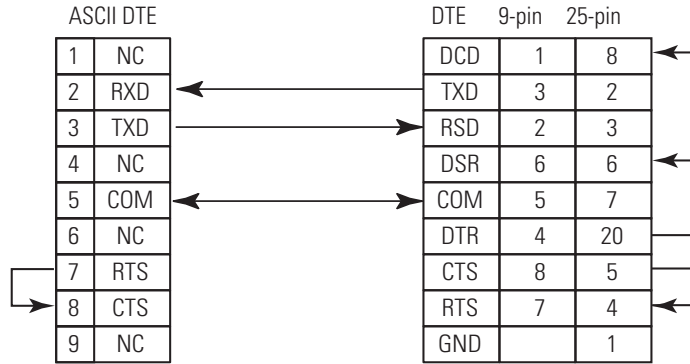 ASCII DTE DTE 9-pin 25-pin
1 NC DCD 1 8
2 RXD TXD 3 2
3 TXD RSD 2 3
4 NC DSR 6 6
5 COM COM 5 7
6 NC DTR 4 20
7 RTS CTS 8 5
8 CTS RTS 7 4
9 NC GND 1